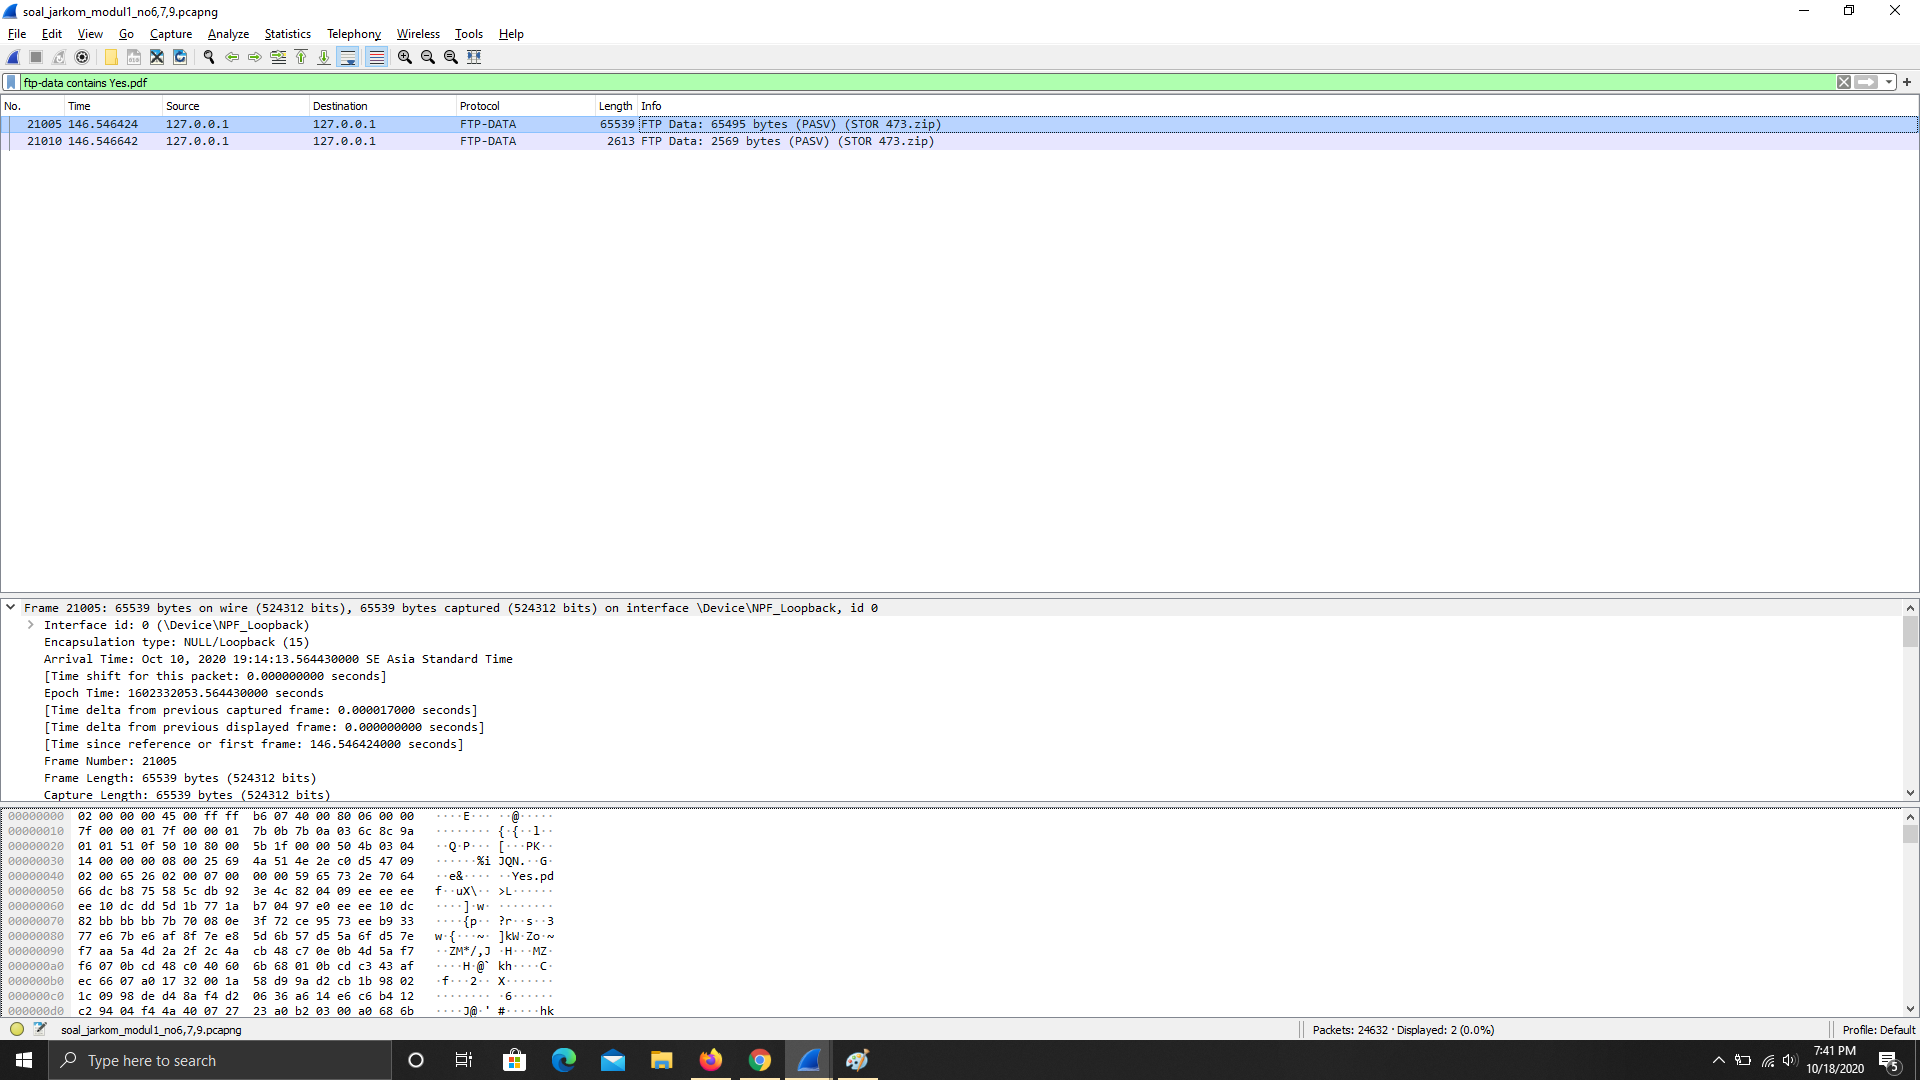 soal_jarkom_modul1_no6,7,9.pcapng
File Edit View Go Capture Analyze Statistics Telephony Wireless Tools Help
ftp-data contains Yes.pdf
No. Time Source Destination Protocol Length Info
21005 146.546424 127.0.0.1 127.0.0.1 FTP-DATA 65539 FTP Data: 65495 bytes (PASV) (STOR 473.zip)
21010 146.546642 127.0.0.1 127.0.0.1 FTP-DATA 2613 FTP Data: 2569 bytes (PASV) (STOR 473.zip)
Frame 21005: 65539 bytes on wire (524312 bits), 65539 bytes captured (524312 bits) on interface \Device\NPF_Loopback, id 0
Interface id: 0 (\Device\NPF_Loopback)
Encapsulation type: NULL/Loopback (15)
Arrival Time: Oct 10, 2020 19:14:13.564430000 SE Asia Standard Time
[Time shift for this packet: 0.000000000 seconds]
Epoch Time: 1602332053.564430000 seconds
[Time delta from previous captured frame: 0.000017000 seconds]
[Time delta from previous displayed frame: 0.000000000 seconds]
[Time since reference or first frame: 146.546424000 seconds]
Frame Number: 21005
Frame Length: 65539 bytes (524312 bits)
Capture Length: 65539 bytes (524312 bits)
00000000 02 00 00 00 45 00 ff ff b6 07 40 00 80 06 00 00 ····E··· ··@·····
00000010 7f 00 00 01 7f 00 00 01 7b 0b 7b 0a 03 6c 8c 9a ········ {·{··l··
00000020 01 01 51 0f 50 10 80 00 5b 1f 00 00 50 4b 03 04 ··Q·P··· [···PK··
00000030 14 00 00 00 08 00 25 69 4a 51 4e 2e c0 d5 47 09 ······%i JQN.··G·
00000040 02 00 65 26 02 00 07 00 00 00 59 65 73 2e 70 64 ··e&···· ··Yes.pd
00000050 66 dc b8 75 58 5c db 92 3e 4c 82 04 09 ee ee ee f··uX\·· >L······
00000060 ee 10 dc dd 5d 1b 77 1a b7 04 97 e0 ee ee 10 dc ····]·w· ········
00000070 82 bb bb bb 7b 70 08 0e 3f 72 ce 95 73 ee b9 33 ····{p·· ?r··s··3
00000080 77 e6 7b e6 af 8f 7e e8 5d 6b 57 d5 5a 6f d5 7e w·{···~· ]kW·Zo·~
00000090 f7 aa 5a 4d 2a 2f 2c 4a cb 48 c7 0e 0b 4d 5a f7 ··ZM*/,J ·H···MZ·
000000a0 f6 07 0b cd 48 c0 40 60 6b 68 01 0b cd c3 43 af ····H·@` kh····C·
000000b0 ec 66 07 a0 17 32 00 1a 58 d9 9a d2 cb 1b 98 02 ·f···2·· X·······
000000c0 1c 09 98 de d4 8a f4 d2 06 36 a6 14 e6 c6 b4 12 ········ ·6······
000000d0 c2 94 04 f4 4a 40 07 27 23 a0 b2 03 00 a0 68 6b ····J@·' #·····hk
soal_jarkom_modul1_no6,7,9.pcapng Packets: 24632 · Displayed: 2 (0.0%) Profile: Default
Type here to search
7:41 PM
10/18/2020
5